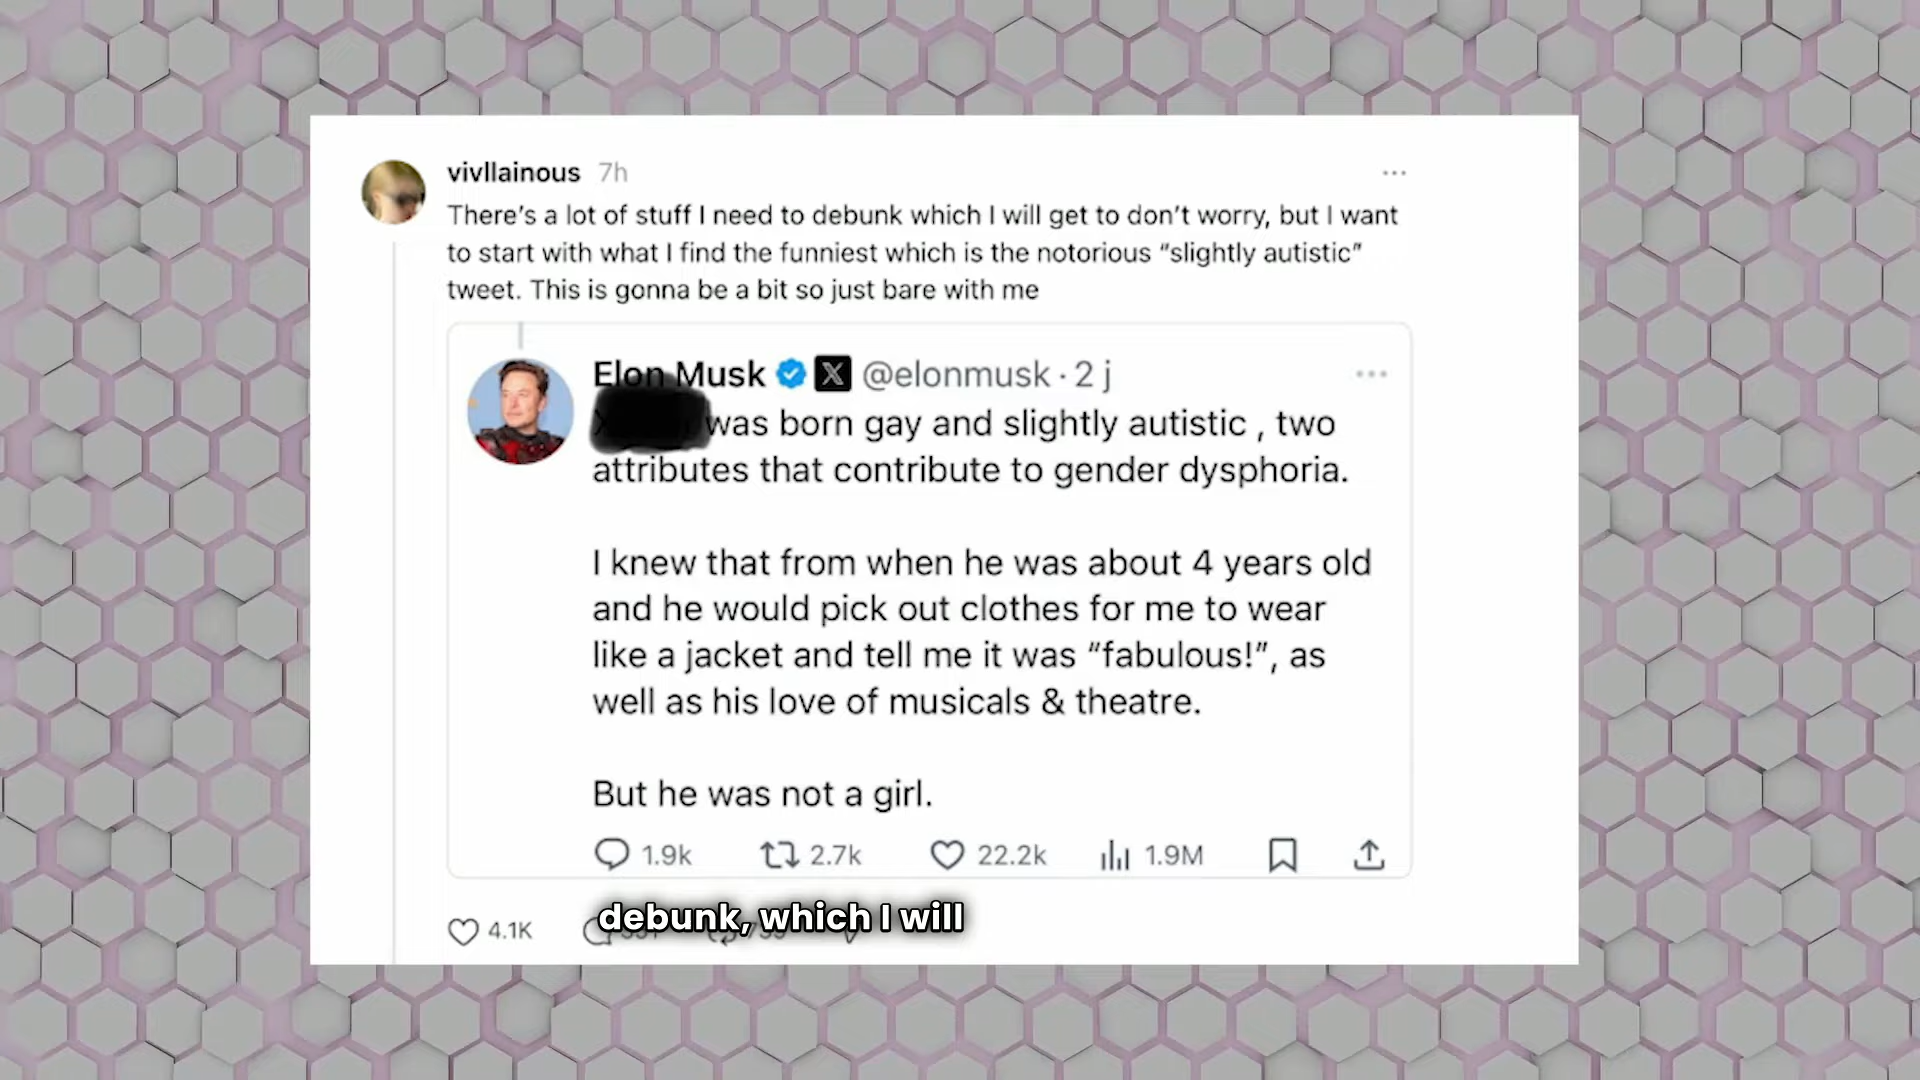 vivllainous 7h
There's a lot of stuff I need to debunk which I will get to don't worry, but I want
to start with what I find the funniest which is the notorious “slightly autistic”
tweet. This is gonna be a bit so just bare with me
Elon Musk @elonmusk · 2 j
was born gay and slightly autistic , two
attributes that contribute to gender dysphoria.
I knew that from when he was about 4 years old
and he would pick out clothes for me to wear
like a jacket and tell me it was “fabulous!”, as
well as his love of musicals & theatre.
But he was not a girl.
1.9k 2.7k 22.2k 1.9M
debunk, which I will
4.1K